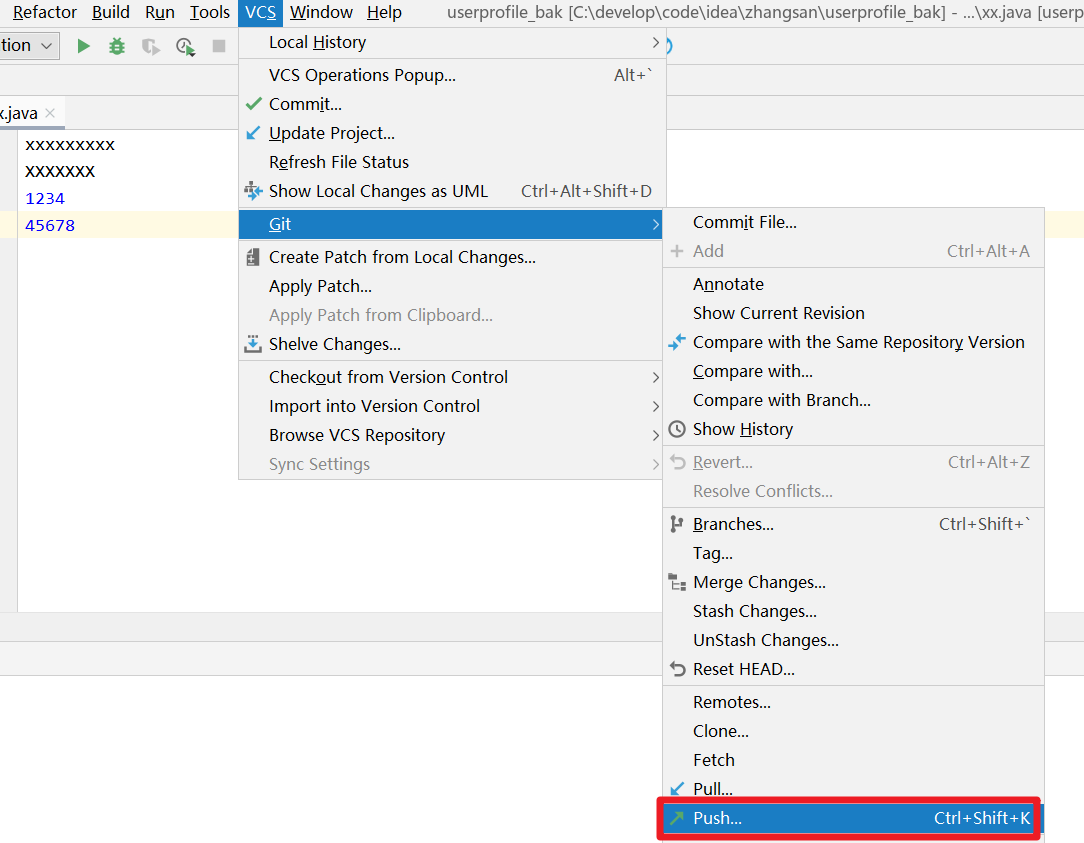 Refactor Build Run Tools VCS Window Help userprofile_bak [C:\develop\code\idea\zhangsan\userprofile_bak] - ...\xx.java [userp
tion
x.java
xxxxxxxxx
xxxxxxx
1234
45678
Local History
VCS Operations Popup... Alt+`
Commit...
Update Project...
Refresh File Status
Show Local Changes as UML Ctrl+Alt+Shift+D
Git
Create Patch from Local Changes...
Apply Patch...
Apply Patch from Clipboard...
Shelve Changes...
Checkout from Version Control
Import into Version Control
Browse VCS Repository
Sync Settings
Commit File...
Add Ctrl+Alt+A
Annotate
Show Current Revision
Compare with the Same Repository Version
Compare with...
Compare with Branch...
Show History
Revert... Ctrl+Alt+Z
Resolve Conflicts...
Branches... Ctrl+Shift+`
Tag...
Merge Changes...
Stash Changes...
UnStash Changes...
Reset HEAD...
Remotes...
Clone...
Fetch
Pull...
Push... Ctrl+Shift+K